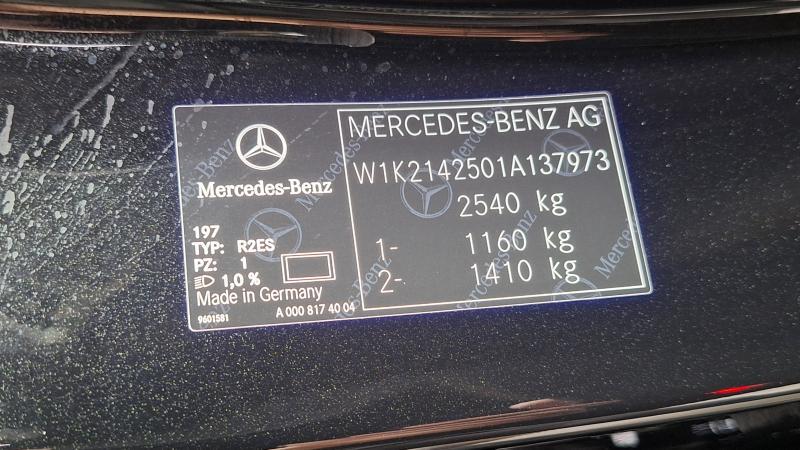 Mercedes-Benz
197
TYP: R2ES
PZ: 1
1,0 %
Made in Germany
9601581
A 000 817 40 04
MERCEDES-BENZ AG
W1K2142501A137973
2540 kg
1- 1160 kg
2- 1410 kg